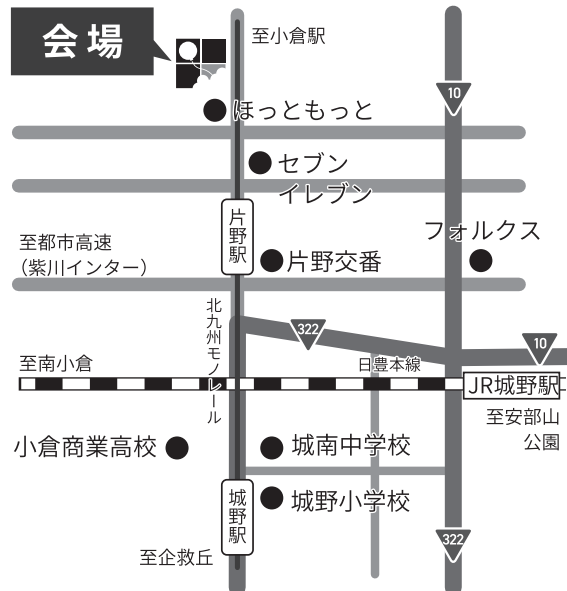 会場
至小倉駅
10
ほっともっと
セブン
イレブン
片野駅
フォルクス
至都市高速
（紫川インター）
片野交番
北九州モノレール
322
10
至南小倉
日豊本線
JR城野駅
至安部山
公園
小倉商業高校
城南中学校
城野駅
城野小学校
322
至企救丘